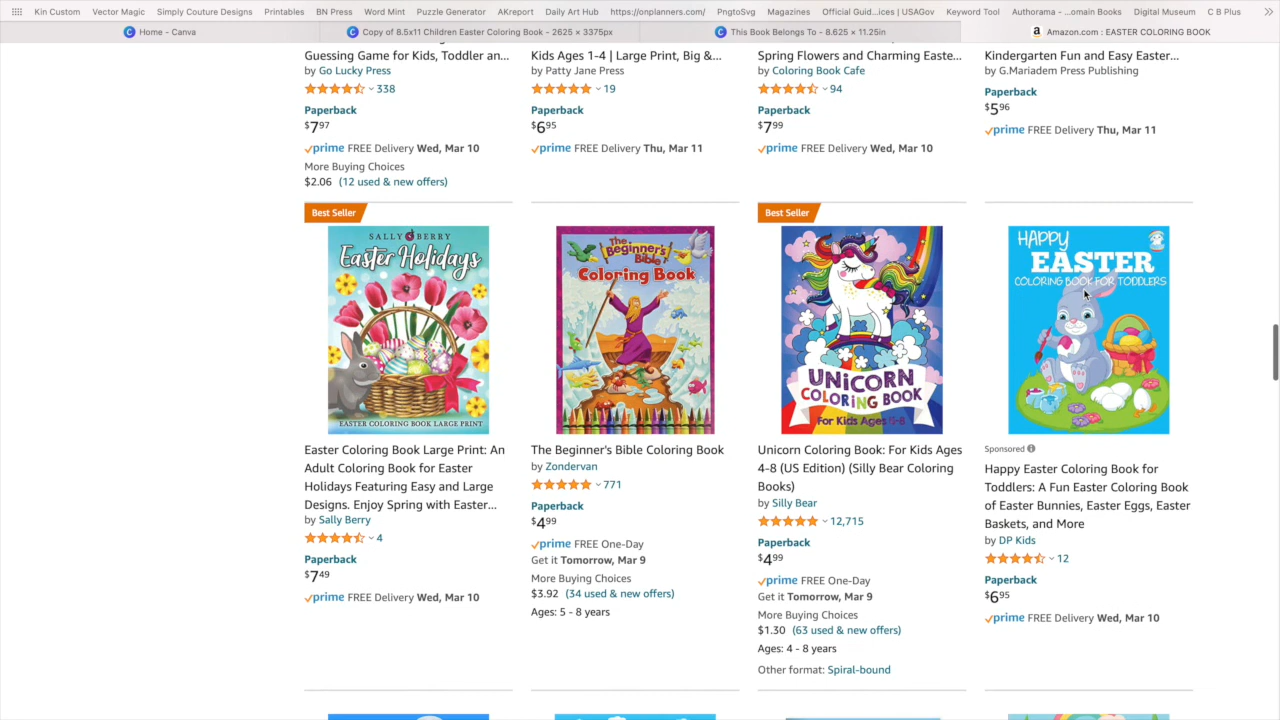 Kin Custom Vector Magic Simply Couture Designs Printables BN Press Word Mint Puzzle Generator AKreport Daily Art Hub https://onplanners.com/ PngtoSvg Magazines Official Guid...ices | USAGov Keyword Tool Authorama - ...omain Books Digital Museum C B Plus
Home - Canva
Copy of 8.5x11 Children Easter Coloring Book - 2625 × 3375px
This Book Belongs To - 8.625 × 11.25in
Amazon.com : EASTER COLORING BOOK
Guessing Game for Kids, Toddler an...
by Go Lucky Press
338
Paperback
$7.97
prime FREE Delivery Wed, Mar 10
More Buying Choices
$2.06 (12 used & new offers)
Kids Ages 1-4 | Large Print, Big &...
by Patty Jane Press
19
Paperback
$6.95
prime FREE Delivery Thu, Mar 11
Spring Flowers and Charming Easte...
by Coloring Book Cafe
94
Paperback
$7.99
prime FREE Delivery Wed, Mar 10
Kindergarten Fun and Easy Easter...
by G.Mariadem Press Publishing
Paperback
$5.96
prime FREE Delivery Thu, Mar 11
Best Seller
SALLY BERRY
Easter Holidays
EASTER COLORING BOOK LARGE PRINT
Easter Coloring Book Large Print: An
Adult Coloring Book for Easter
Holidays Featuring Easy and Large
Designs. Enjoy Spring with Easter...
by Sally Berry
4
Paperback
$7.49
prime FREE Delivery Wed, Mar 10
The
Beginner's
Bible
Coloring Book
The Beginner's Bible Coloring Book
by Zondervan
771
Paperback
$4.99
prime FREE One-Day
Get it Tomorrow, Mar 9
More Buying Choices
$3.92 (34 used & new offers)
Ages: 5 - 8 years
Best Seller
UNiCORN
COLORING BOOK
For Kids Ages 4-8
Unicorn Coloring Book: For Kids Ages
4-8 (US Edition) (Silly Bear Coloring
Books)
by Silly Bear
12,715
Paperback
$4.99
prime FREE One-Day
Get it Tomorrow, Mar 9
More Buying Choices
$1.30 (63 used & new offers)
Ages: 4 - 8 years
Other format: Spiral-bound
HAPPY
EASTER
COLORING BOOK FOR TODDLERS
Sponsored
Happy Easter Coloring Book for
Toddlers: A Fun Easter Coloring Book
of Easter Bunnies, Easter Eggs, Easter
Baskets, and More
by DP Kids
12
Paperback
$6.95
prime FREE Delivery Wed, Mar 10